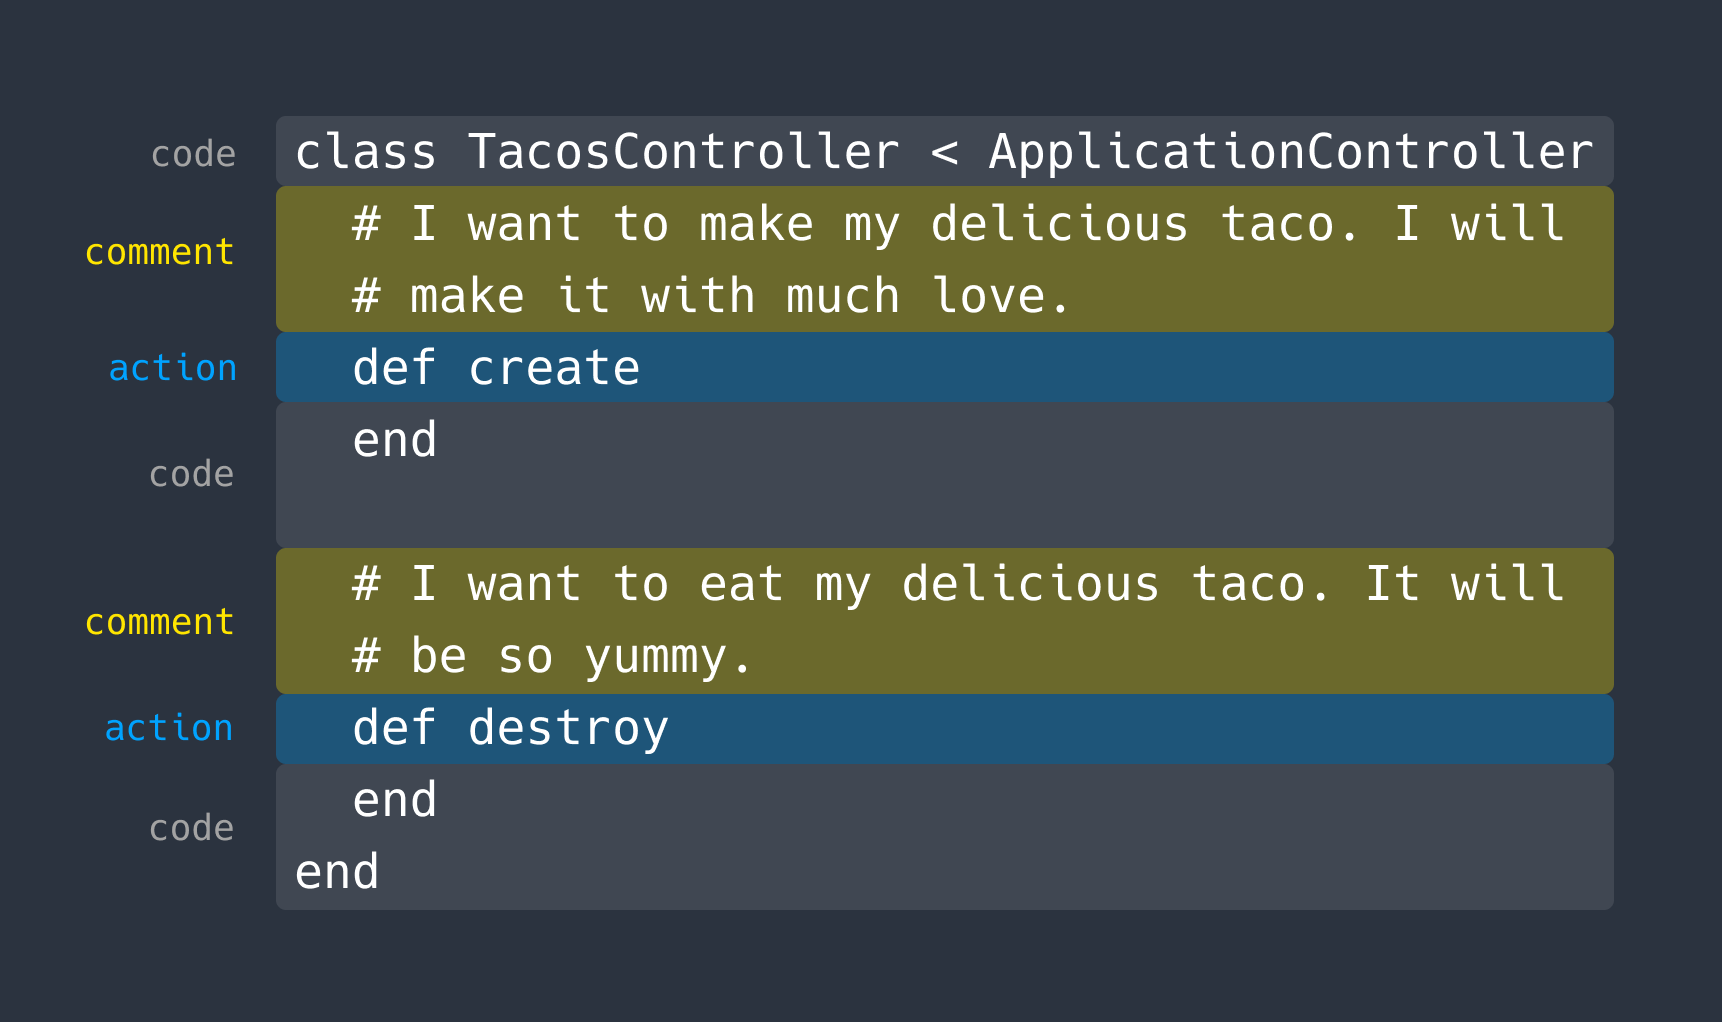 code class TacosController < ApplicationController
# I want to make my delicious taco. I will
comment
# make it with much love.
action def create
end
code
# I want to eat my delicious taco. It will
comment
# be so yummy.
action def destroy
end
code
end